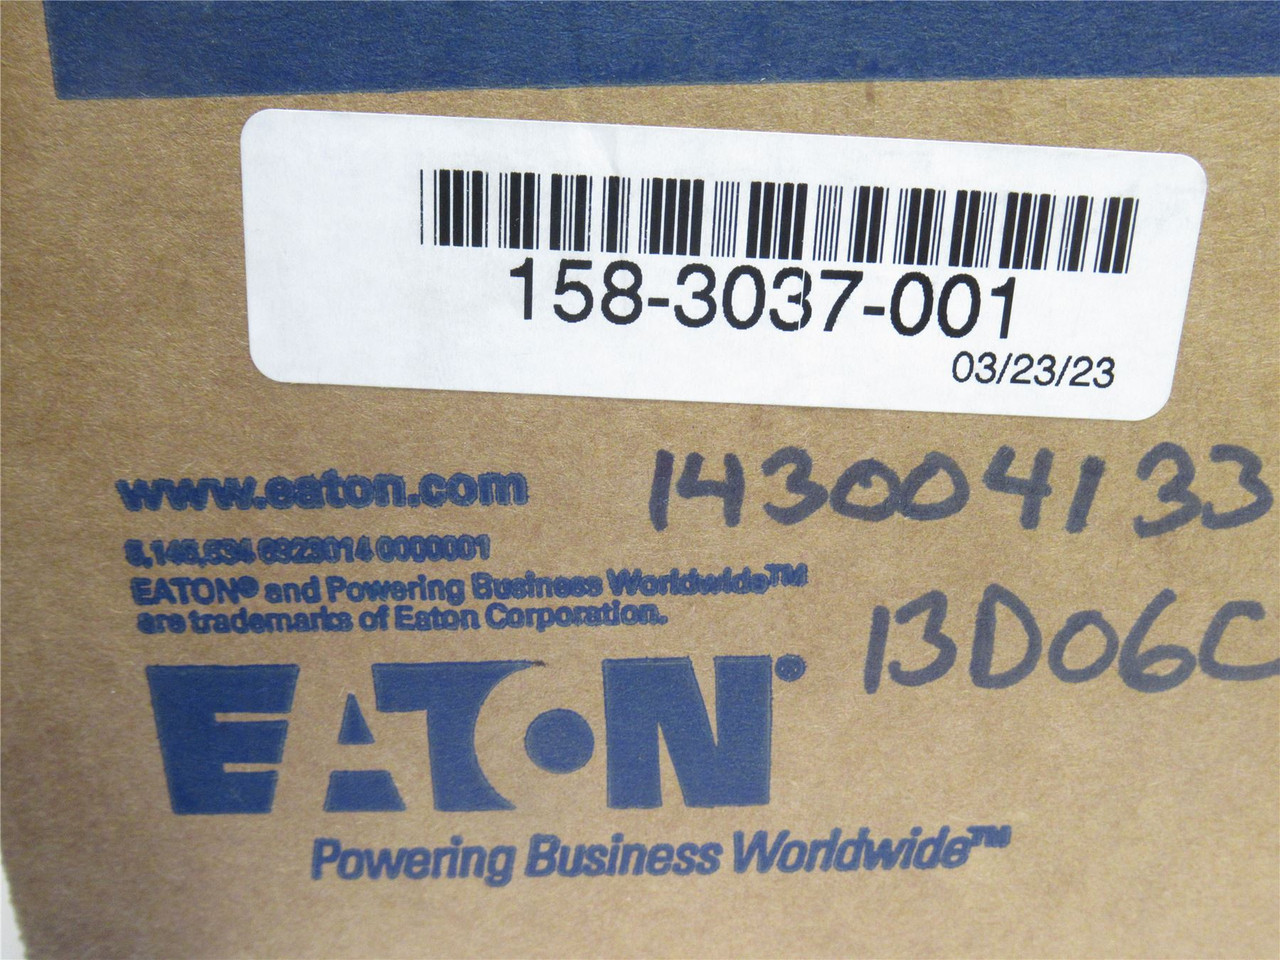 158-3037-001
03/23/23
www.eaton.com
143004133
EATON® and Powering Business Worldwide™
are trademarks of Eaton Corporation.
13D06C
EATON®
Powering Business Worldwide™